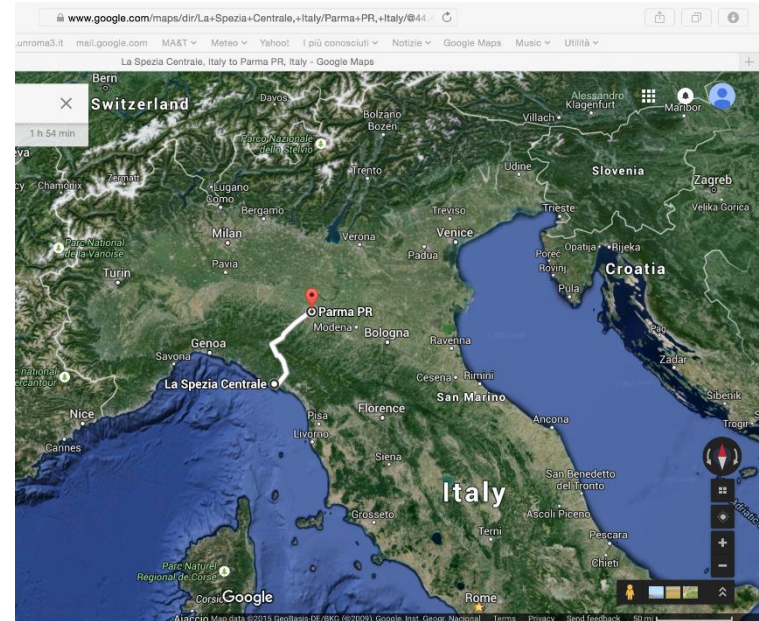 www.google.com/maps/dir/La+Spezia+Centrale,+Italy/Parma+PR,+Italy/@44.
.unroma3.it mail.google.com MA&T Meteo Yahoo! I più conosciuti Notizie Google Maps Music Utilità
La Spezia Centrale, Italy to Parma PR, Italy - Google Maps
1 h 54 min
Bern
Switzerland
Davos
Bolzano
Bozen
Alessandro
Klagenfurt
Villach
Maribor
Parco Nazionale
dello Stelvio
Chamonix
Zermatt
Lugano
Como
Bergamo
Trento
Udine
Slovenia
Zagreb
Velika Gorica
Parc National
de la Vanoise
Milan
Verona
Treviso
Venice
Padua
Trieste
Opatija
Rijeka
Poreč
Rovinj
Croatia
Pula
Turin
Pavia
Parma PR
Modena
Bologna
Ravenna
Pag
Zadar
Genoa
Savona
La Spezia Centrale
Cesena
Rimini
San Marino
Sibenik
Trogir
Nice
Cannes
Pisa
Livorno
Florence
Siena
Ancona
San Benedetto
del Tronto
Italy
Ascoli Piceno
Grosseto
Terni
Pescara
Chieti
Parc Naturel
Régional de Corse
Google
Rome
Ajaccio Map data ©2015 GeoBasis-DE/BKG (©2009), Google, Inst. Geogr. Nacional Terms Privacy Send feedback 50 mi